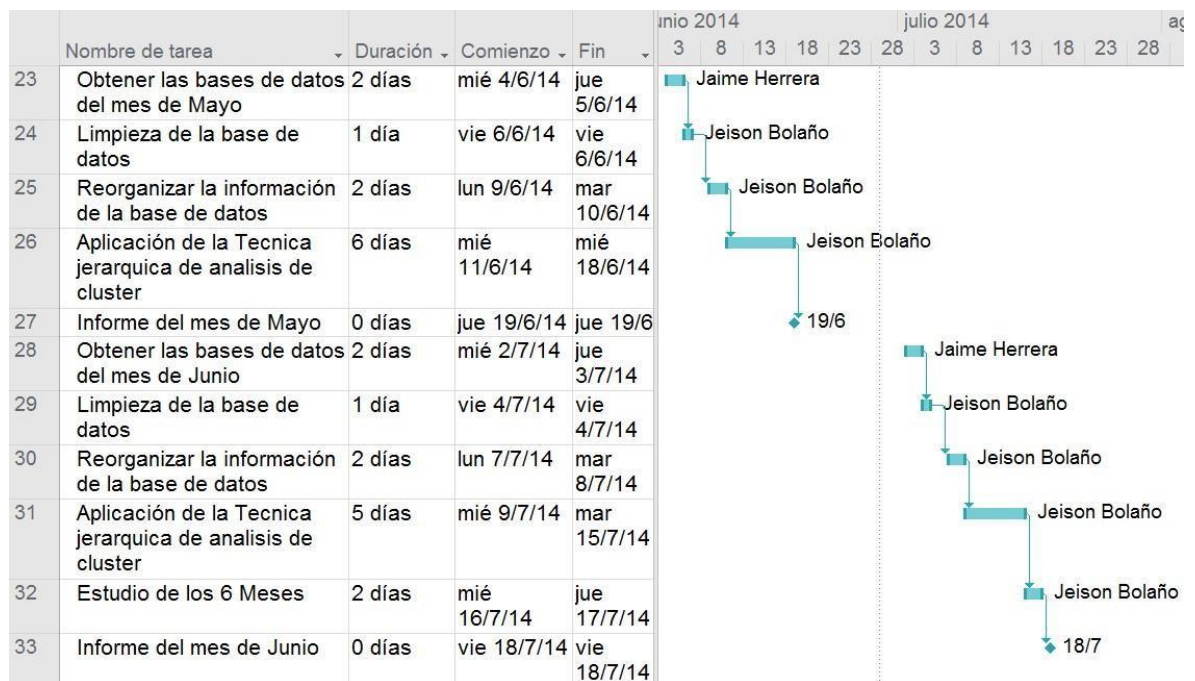 unio 2014 julio 2014 ag
Nombre de tarea Duración Comienzo Fin 3 8 13 18 23 28 3 8 13 18 23 28
23 Obtener las bases de datos 2 días mié 4/6/14 jue Jaime Herrera
del mes de Mayo 5/6/14
24 Limpieza de la base de 1 día vie 6/6/14 vie Jeison Bolaño
datos 6/6/14
25 Reorganizar la información 2 días lun 9/6/14 mar Jeison Bolaño
de la base de datos 10/6/14
26 Aplicación de la Tecnica 6 días mié mié Jeison Bolaño
jerarquica de analisis de 11/6/14 18/6/14
cluster
27 Informe del mes de Mayo 0 días jue 19/6/14 jue 19/6 19/6
28 Obtener las bases de datos 2 días mié 2/7/14 jue Jaime Herrera
del mes de Junio 3/7/14
29 Limpieza de la base de 1 día vie 4/7/14 vie Jeison Bolaño
datos 4/7/14
30 Reorganizar la información 2 días lun 7/7/14 mar Jeison Bolaño
de la base de datos 8/7/14
31 Aplicación de la Tecnica 5 días mié 9/7/14 mar Jeison Bolaño
jerarquica de analisis de 15/7/14
cluster
32 Estudio de los 6 Meses 2 días mié jue Jeison Bolaño
16/7/14 17/7/14
33 Informe del mes de Junio 0 días vie 18/7/14 vie 18/7
18/7/14